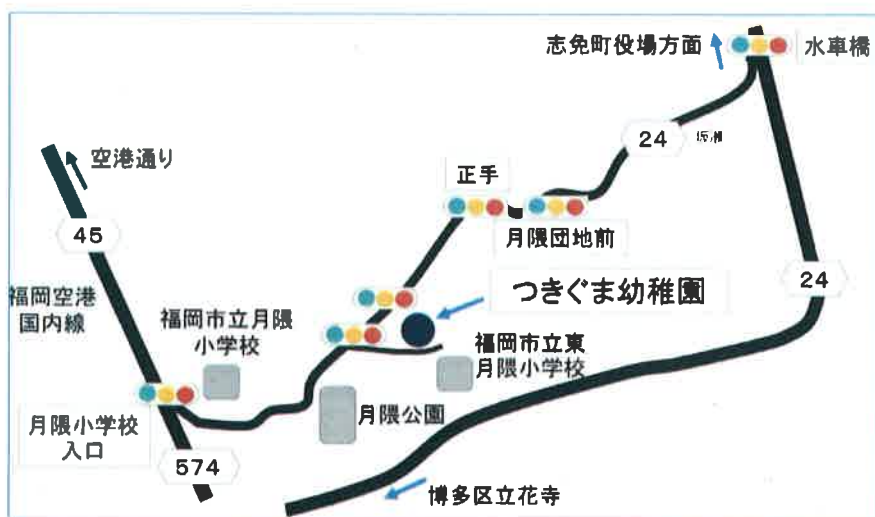 志免町役場方面
水車橋
空港通り
24
正手
45
月隈団地前
24
つきぐま幼稚園
福岡空港
国内線
福岡市立月隈
小学校
福岡市立東
月隈小学校
月隈小学校
入口
月隈公園
574
博多区立花寺